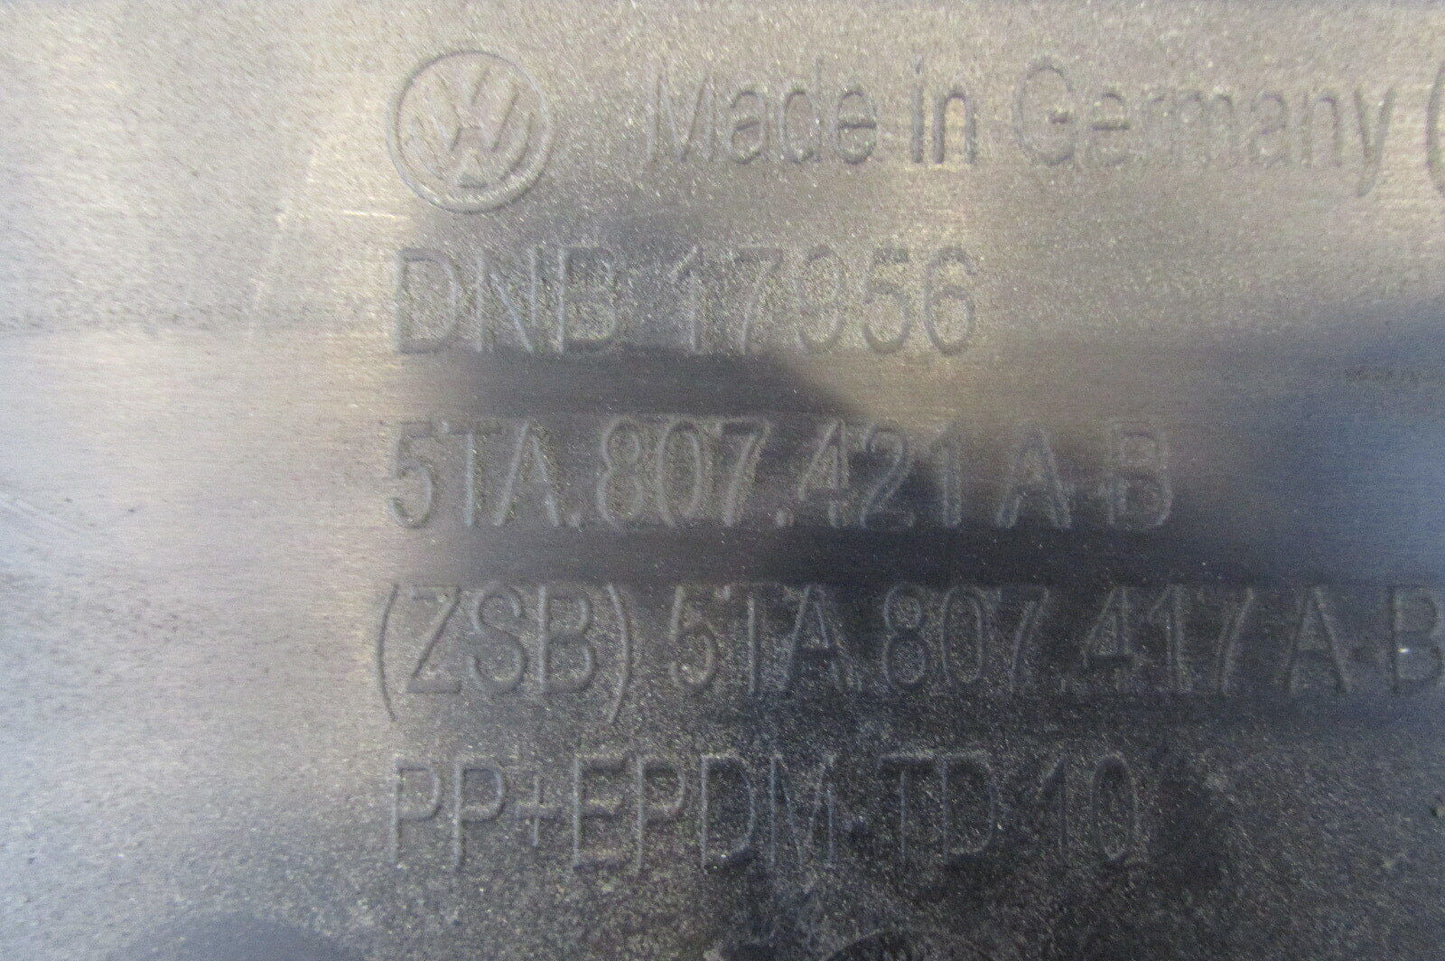 Made in Germany
DNB 17956
5TA.807.421 A B
(ZSB) 5TA.807.417 A B
PP+EPDM-TD 10